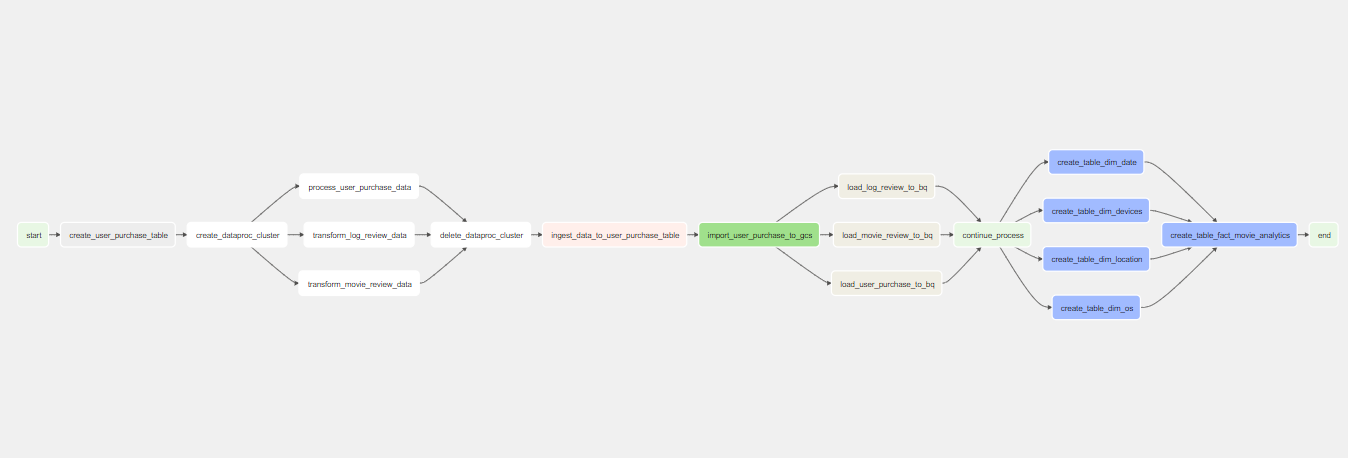 start
create_user_purchase_table
create_dataproc_cluster
process_user_purchase_data
transform_log_review_data
transform_movie_review_data
delete_dataproc_cluster
ingest_data_to_user_purchase_table
import_user_purchase_to_gcs
load_log_review_to_bq
load_movie_review_to_bq
load_user_purchase_to_bq
continue_process
create_table_dim_date
create_table_dim_devices
create_table_dim_location
create_table_dim_os
create_table_fact_movie_analytics
end